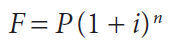 F = P(1 + i)ⁿ